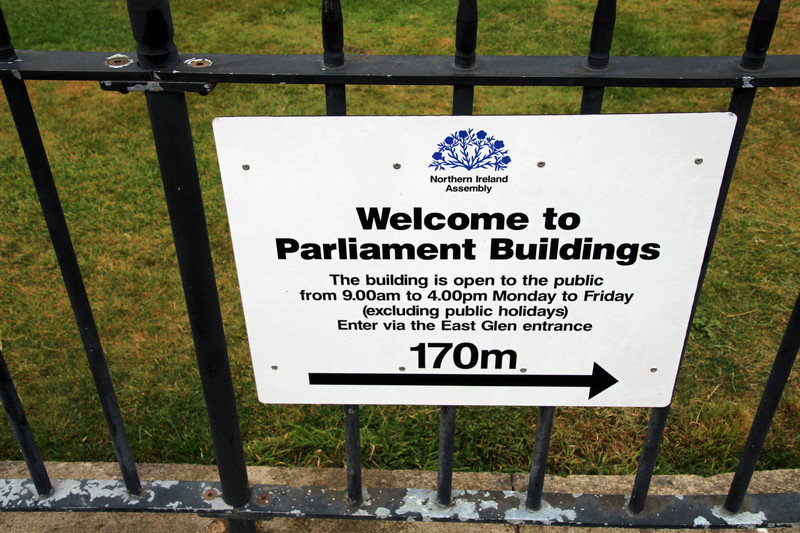 Northern Ireland
Assembly
Welcome to
Parliament Buildings
The building is open to the public
from 9.00am to 4.00pm Monday to Friday
(excluding public holidays)
Enter via the East Glen entrance
170m